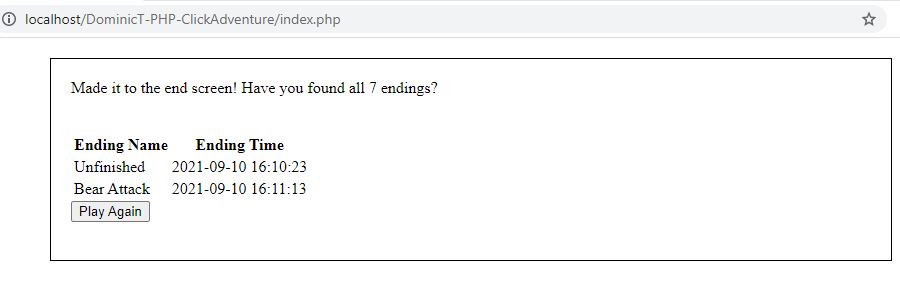 localhost/DominicT-PHP-ClickAdventure/index.php
Made it to the end screen! Have you found all 7 endings?
Ending Name Ending Time
Unfinished 2021-09-10 16:10:23
Bear Attack 2021-09-10 16:11:13
Play Again